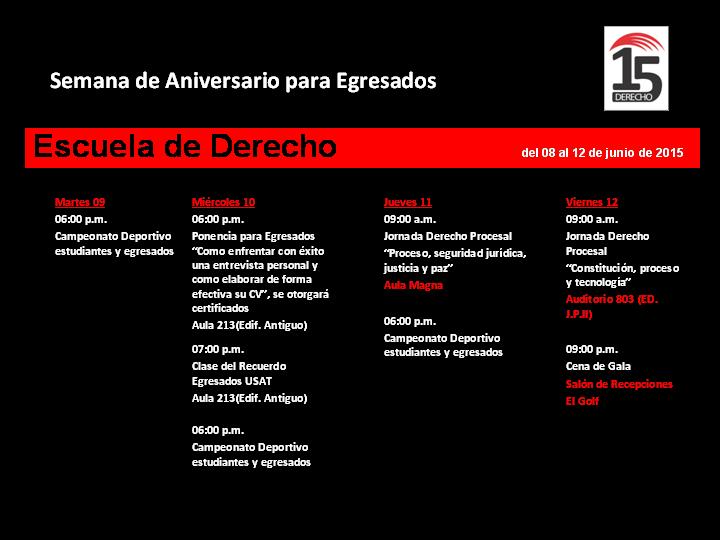 Semana de Aniversario para Egresados
15
DERECHO
Escuela de Derecho
del 08 al 12 de junio de 2015
Martes 09
06:00 p.m.
Campeonato Deportivo
estudiantes y egresados
Miércoles 10
06:00 p.m.
Ponencia para Egresados
“Como enfrentar con éxito
una entrevista personal y
como elaborar de forma
efectiva su CV”, se otorgará
certificados
Aula 213(Edif. Antiguo)
07:00 p.m.
Clase del Recuerdo
Egresados USAT
Aula 213(Edif. Antiguo)
06:00 p.m.
Campeonato Deportivo
estudiantes y egresados
Jueves 11
09:00 a.m.
Jornada Derecho Procesal
“Proceso, seguridad jurídica,
justicia y paz”
Aula Magna
06:00 p.m.
Campeonato Deportivo
estudiantes y egresados
Viernes 12
09:00 a.m.
Jornada Derecho
Procesal
“Constitución, proceso
y tecnología”
Auditorio 803 (ED.
J.P.II)
09:00 p.m.
Cena de Gala
Salón de Recepciones
El Golf